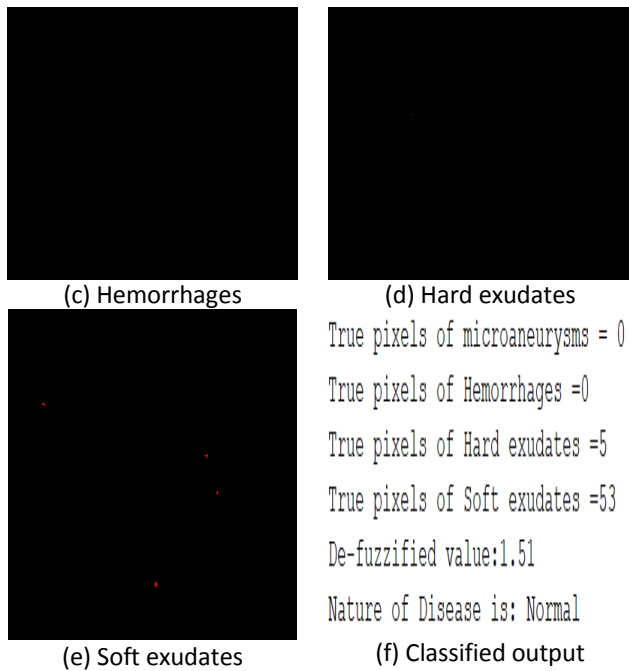 (c) Hemorrhages
(d) Hard exudates
True pixels of microaneurysms = 0
True pixels of Hemorrhages =0
True pixels of Hard exudates =5
True pixels of Soft exudates =53
De-fuzzified value:1.51
Nature of Disease is: Normal
(e) Soft exudates
(f) Classified output